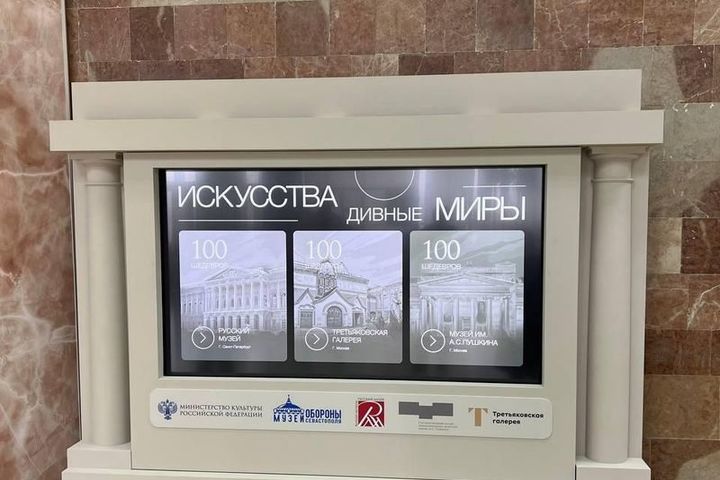 ИСКУССТВА ДИВНЫЕ МИРЫ
100
ШЕДЕВРОВ
РУССКИЙ
МУЗЕЙ
Г. Санкт-Петербург
100
ТРЕТЬЯКОВСКАЯ
ГАЛЕРЕЯ
Г. Москва
100
ШЕДЕВРОВ
МУЗЕЙ ИМ.
А.С.ПУШКИНА
Г. Москва
МИНИСТЕРСТВО КУЛЬТУРЫ
РОССИЙСКОЙ ФЕДЕРАЦИИ
МУЗЕЙ ОБОРОНЫ
СЕВАСТОПОЛЯ
Третьяковская
галерея